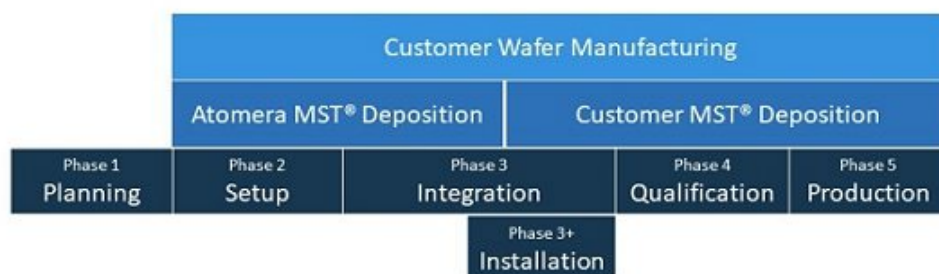 Customer Wafer Manufacturing
Atomera MST® Deposition
Customer MST® Deposition
Phase 1
Planning
Phase 2
Setup
Phase 3
Integration
Phase 4
Qualification
Phase 5
Production
Phase 3+
Installation